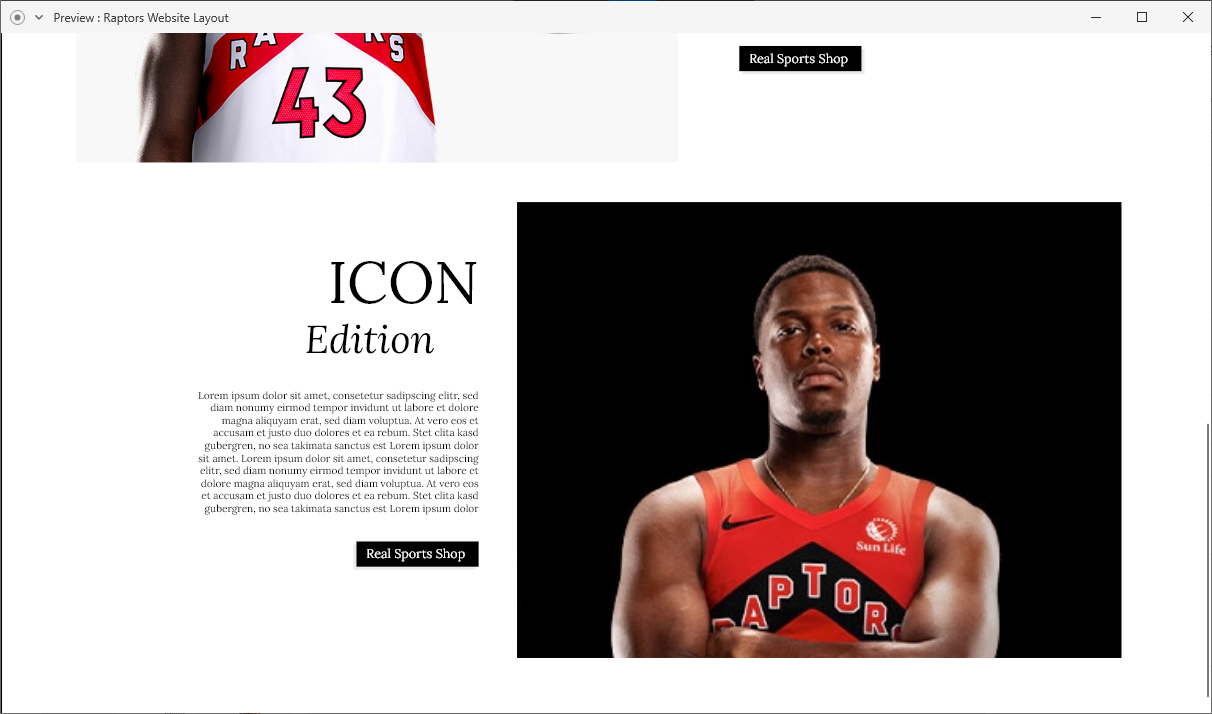 Preview : Raptors Website Layout
RAPTORS
43
Real Sports Shop
ICON
Edition
Lorem ipsum dolor sit amet, consetetur sadipscing elitr, sed
diam nonumy eirmod tempor invidunt ut labore et dolore
magna aliquyam erat, sed diam voluptua. At vero eos et
accusam et justo duo dolores et ea rebum. Stet clita kasd
gubergren, no sea takimata sanctus est Lorem ipsum dolor
sit amet. Lorem ipsum dolor sit amet, consetetur sadipscing
elitr, sed diam nonumy eirmod tempor invidunt ut labore et
dolore magna aliquyam erat, sed diam voluptua. At vero eos
et accusam et justo duo dolores et ea rebum. Stet clita kasd
gubergren, no sea takimata sanctus est Lorem ipsum dolor
Real Sports Shop
Sun Life
RAPTORS